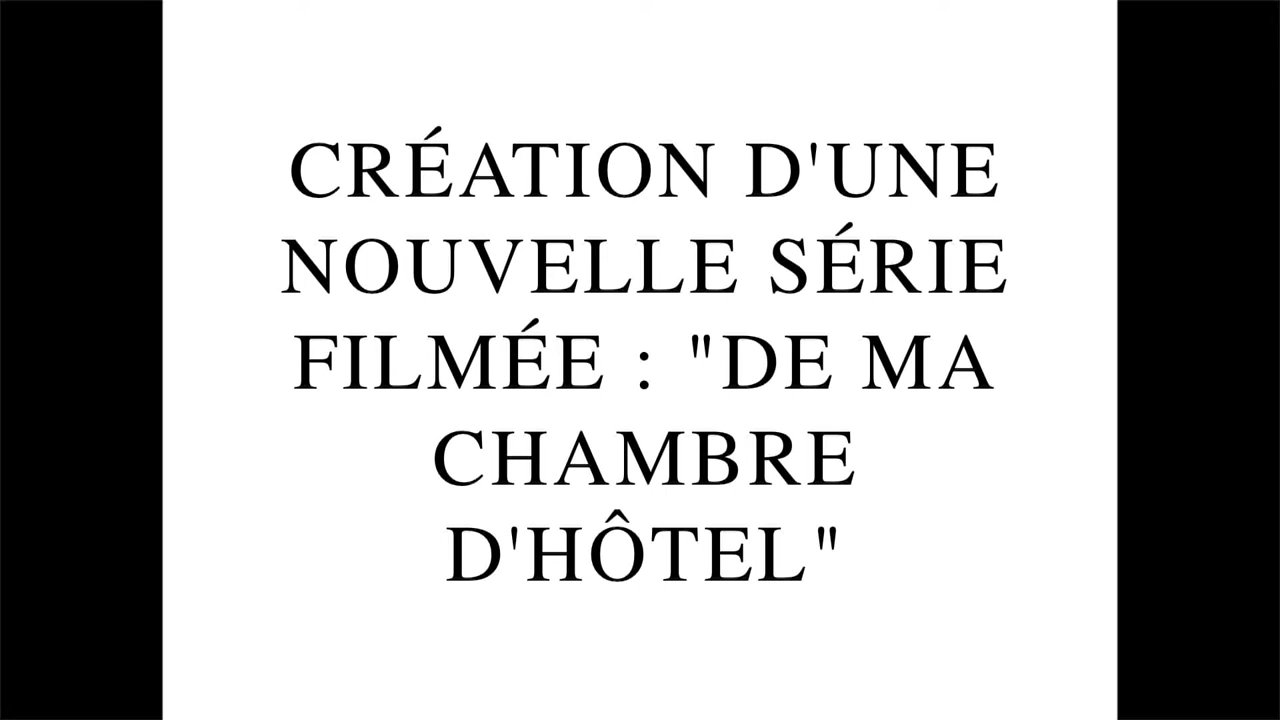 CRÉATION D'UNE
NOUVELLE SÉRIE
FILMÉE : "DE MA
CHAMBRE
D'HÔTEL"